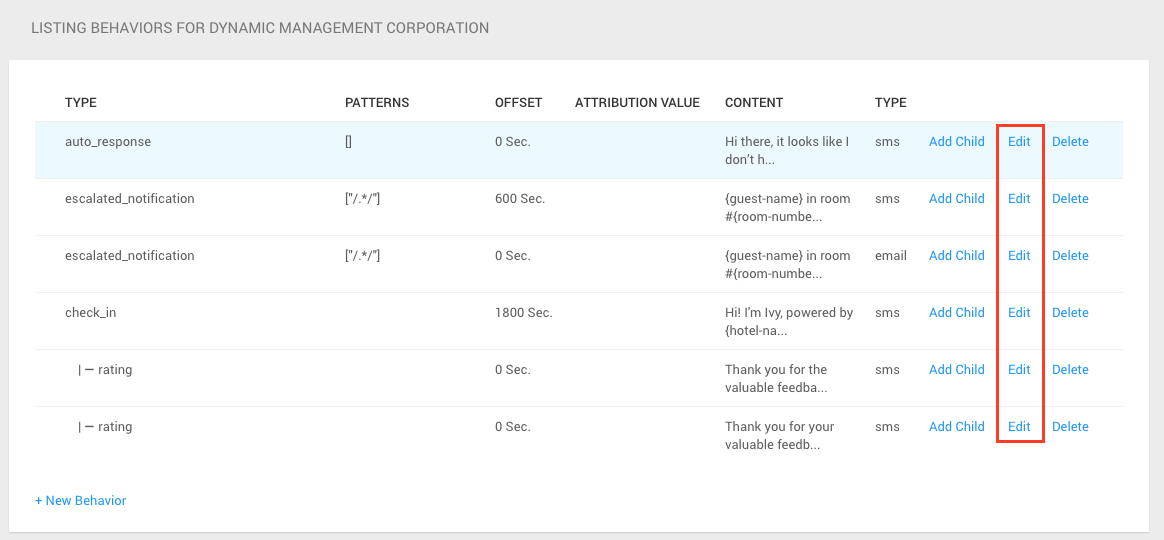 LISTING BEHAVIORS FOR DYNAMIC MANAGEMENT CORPORATION
TYPE PATTERNS OFFSET ATTRIBUTION VALUE CONTENT TYPE
auto_response [] 0 Sec. Hi there, it looks like I sms Add Child Edit Delete
don’t h...
escalated_notification ["/.*/"] 600 Sec. {guest-name} in room sms Add Child Edit Delete
#{room-numbe...
escalated_notification ["/.*/"] 0 Sec. {guest-name} in room email Add Child Edit Delete
#{room-numbe...
check_in 1800 Sec. Hi! I'm Ivy, powered by sms Add Child Edit Delete
{hotel-na...
|— rating 0 Sec. Thank you for the sms Add Child Edit Delete
valuable feedba...
|— rating 0 Sec. Thank you for your sms Add Child Edit Delete
valuable feedb...
+ New Behavior